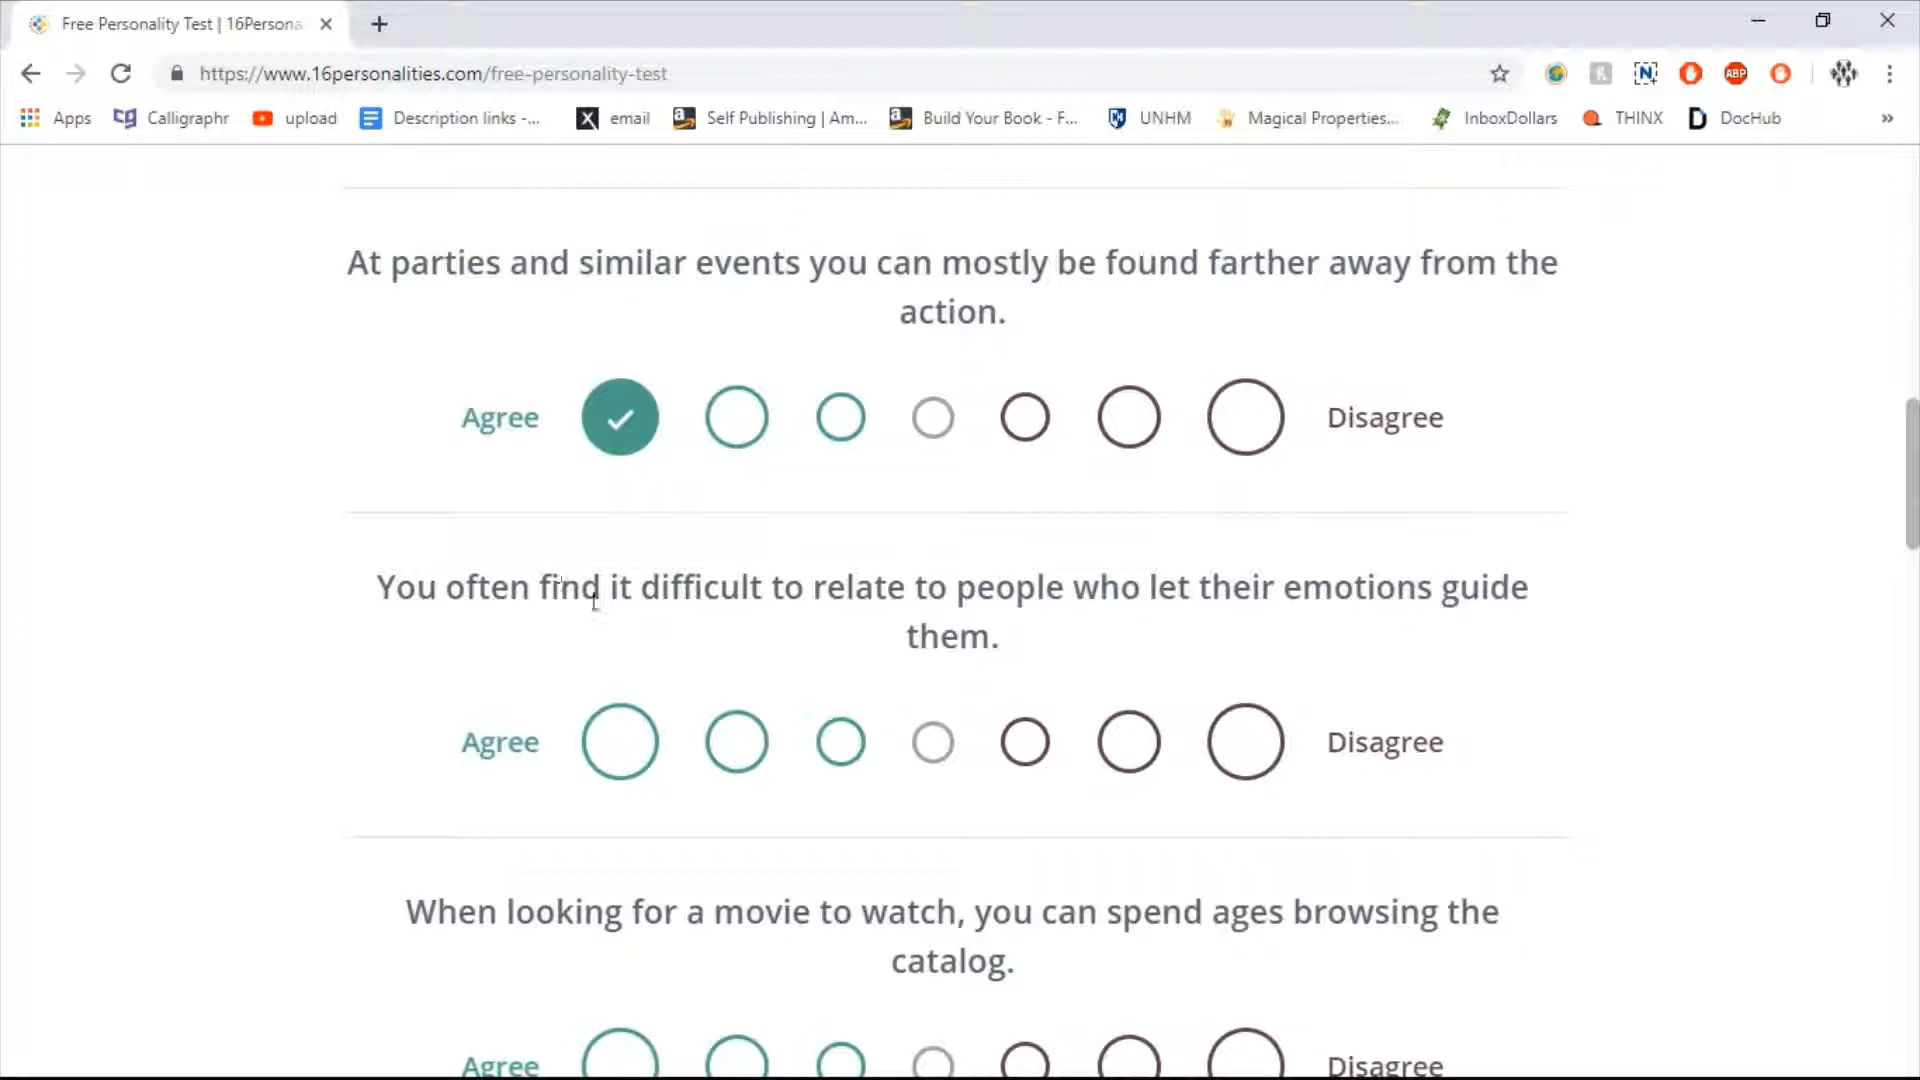 Free Personality Test | 16Persona
https://www.16personalities.com/free-personality-test
Apps Calligraphr upload Description links -... email Self Publishing | Am... Build Your Book - F... UNHM Magical Properties... InboxDollars THINX DocHub »
At parties and similar events you can mostly be found farther away from the
action.
Agree Disagree
You often find it difficult to relate to people who let their emotions guide
them.
Agree Disagree
When looking for a movie to watch, you can spend ages browsing the
catalog.
Agree Disagree